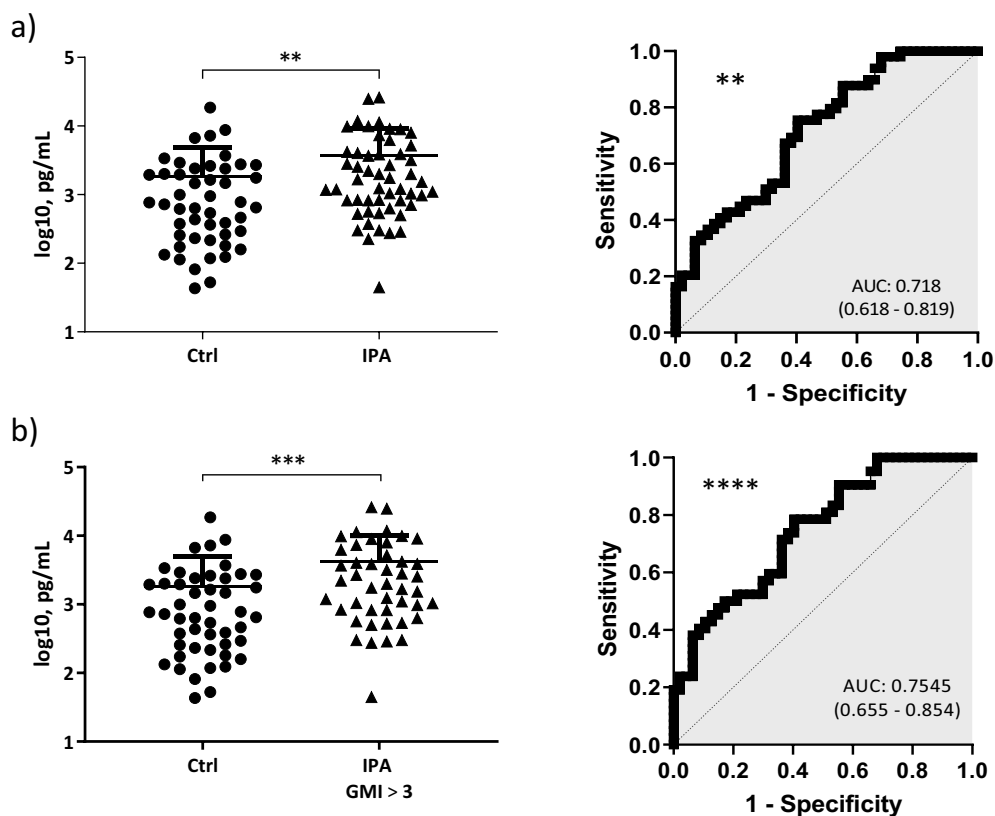 a)
**
5
4
3
2
1
log10, pg/mL
Ctrl
IPA
**
1.0
0.8
0.6
0.4
0.2
0.0
Sensitivity
AUC: 0.718
(0.618 - 0.819)
0.0 0.2 0.4 0.6 0.8 1.0
1 - Specificity
b)
***
5
4
3
2
1
log10, pg/mL
Ctrl
IPA
GMI > 3
****
1.0
0.8
0.6
0.4
0.2
0.0
Sensitivity
AUC: 0.7545
(0.655 - 0.854)
0.0 0.2 0.4 0.6 0.8 1.0
1 - Specificity